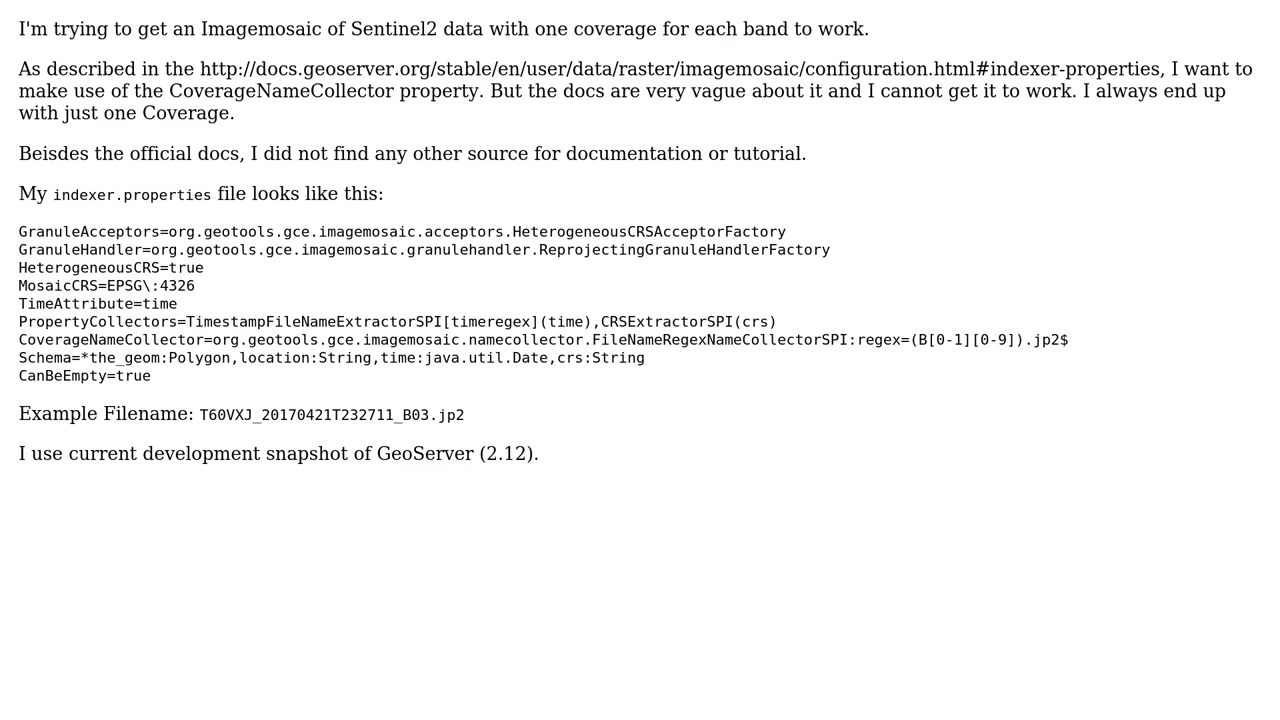 I'm trying to get an Imagemosaic of Sentinel2 data with one coverage for each band to work.
As described in the http://docs.geoserver.org/stable/en/user/data/raster/imagemosaic/configuration.html#indexer-properties, I want to
make use of the CoverageNameCollector property. But the docs are very vague about it and I cannot get it to work. I always end up
with just one Coverage.
Beisdes the official docs, I did not find any other source for documentation or tutorial.
My indexer.properties file looks like this:
GranuleAcceptors=org.geotools.gce.imagemosaic.acceptors.HeterogeneousCRSAcceptorFactory
GranuleHandler=org.geotools.gce.imagemosaic.granulehandler.ReprojectingGranuleHandlerFactory
HeterogeneousCRS=true
MosaicCRS=EPSG\:4326
TimeAttribute=time
PropertyCollectors=TimestampFileNameExtractorSPI[timeregex](time),CRSExtractorSPI(crs)
CoverageNameCollector=org.geotools.gce.imagemosaic.namecollector.FileNameRegexNameCollectorSPI:regex=(B[0-1][0-9]).jp2$
Schema=*the_geom:Polygon,location:String,time:java.util.Date,crs:String
CanBeEmpty=true
Example Filename: T60VXJ_20170421T232711_B03.jp2
I use current development snapshot of GeoServer (2.12).